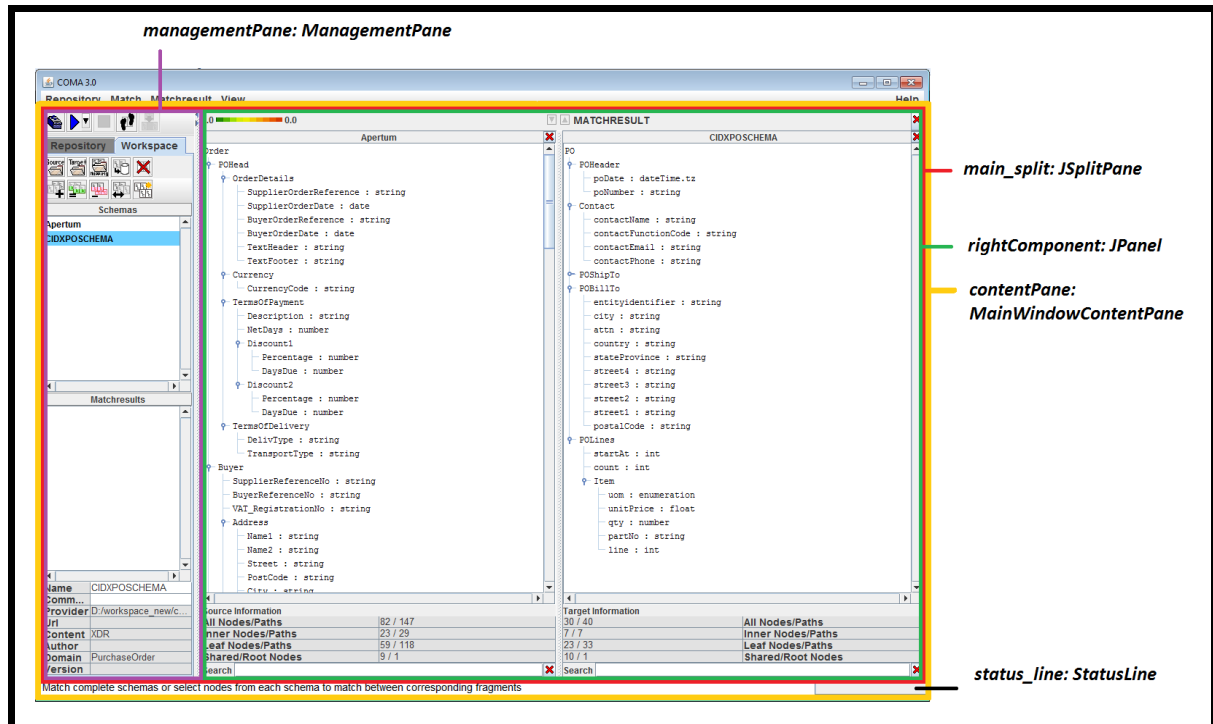 managementPane: ManagementPane
COMA 3.0
Repository Match Matchresult View Help
.0 0.0 MATCHRESULT
Repository Workspace
Source Target
Schemas
Apertum
CIDXPOSCHEMA
Matchresults
Name CIDXPOSCHEMA
Comm...
Provider D:/workspace_new/c...
Url
Content XDR
Author
Domain PurchaseOrder
Version
Apertum
Order
POHead
OrderDetails
SupplierOrderReference : string
SupplierOrderDate : date
BuyerOrderReference : string
BuyerOrderDate : date
TextHeader : string
TextFooter : string
Currency
CurrencyCode : string
TermsOfPayment
Description : string
NetDays : number
Discount1
Percentage : number
DaysDue : number
Discount2
Percentage : number
DaysDue : number
TermsOfDelivery
DelivType : string
TransportType : string
Buyer
SupplierReferenceNo : string
BuyerReferenceNo : string
VAT_RegistrationNo : string
Address
Name1 : string
Name2 : string
Street : string
PostCode : string
City : string
Source Information
All Nodes/Paths 82 / 147
Inner Nodes/Paths 23 / 29
Leaf Nodes/Paths 59 / 118
Shared/Root Nodes 9 / 1
Search
CIDXPOSCHEMA
PO
POHeader
poDate : dateTime.tz
poNumber : string
Contact
contactName : string
contactFunctionCode : string
contactEmail : string
contactPhone : string
POShipTo
POBillTo
entityidentifier : string
city : string
attn : string
country : string
stateProvince : string
street4 : string
street3 : string
street2 : string
street1 : string
postalCode : string
POLines
startAt : int
count : int
Item
uom : enumeration
unitPrice : float
qty : number
partNo : string
line : int
Target Information
30 / 40 All Nodes/Paths
7 / 7 Inner Nodes/Paths
23 / 33 Leaf Nodes/Paths
10 / 1 Shared/Root Nodes
Search
Match complete schemas or select nodes from each schema to match between corresponding fragments
main_split: JSplitPane
rightComponent: JPanel
contentPane:
MainWindowContentPane
status_line: StatusLine